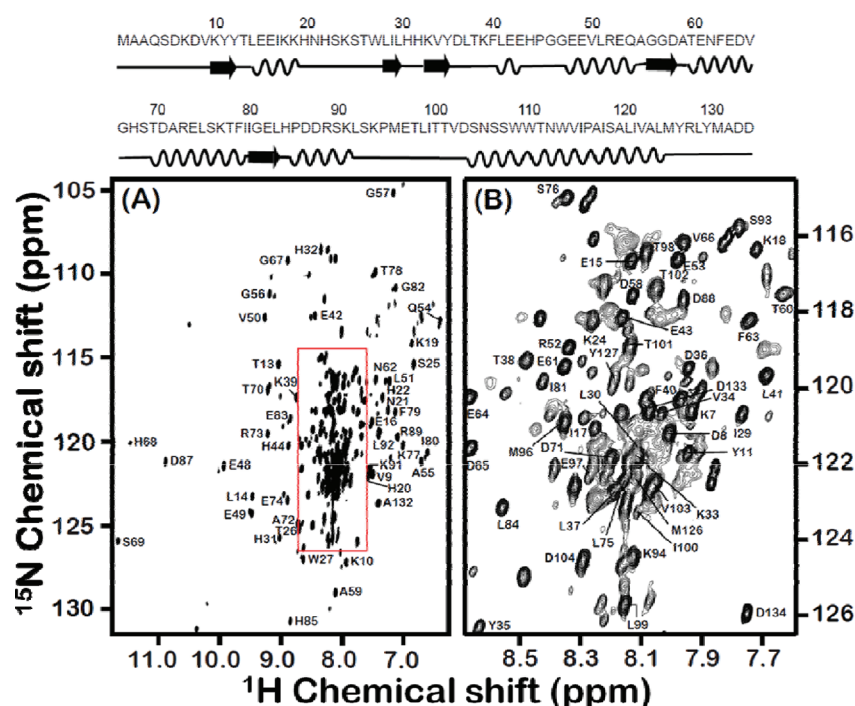 10 20 30 40 50 60
MAAQSDKDVKYYTLEEIKKHNHSKSTWLILHHKVYDLTKFLEEHPGGEEVLREQAGGDATENFEDV
70 80 90 100 110 120 130
GHSTDARELSKTFIIGELHPDDRSKLSKPMETLITTVDSNSSWWTNWVIPAISALIVALMYRLYMADD
(A)
105
110
115
120
125
130
11.0 10.0 9.0 8.0 7.0
G57
H32
G67
T78
G56
G82
V50
E42
Q54
K19
T13
S25
K39
N62
L51
T70
H22
N21
E83
E16
F79
R73
R89
H68
H44
L92
I80
K77
D87
E48
K91
A55
V9
H20
L14
E74
A132
E49
A72
T26
H31
W27
K10
A59
H85
S69
(B)
116
118
120
122
124
126
8.5 8.3 8.1 7.9 7.7
S76
S93
V66
K18
T98
E15
E53
T102
D58
D88
T60
E43
K24
F63
R52
T101
Y127
T38
E61
D36
L41
I81
F40
D133
L30
V34
E64
K7
I17
D8
I29
M96
D71
Y11
D65
E97
V103
K33
L84
L37
M126
L75
I100
D104
K94
L99
D134
Y35
15N Chemical shift (ppm)
1H Chemical shift (ppm)